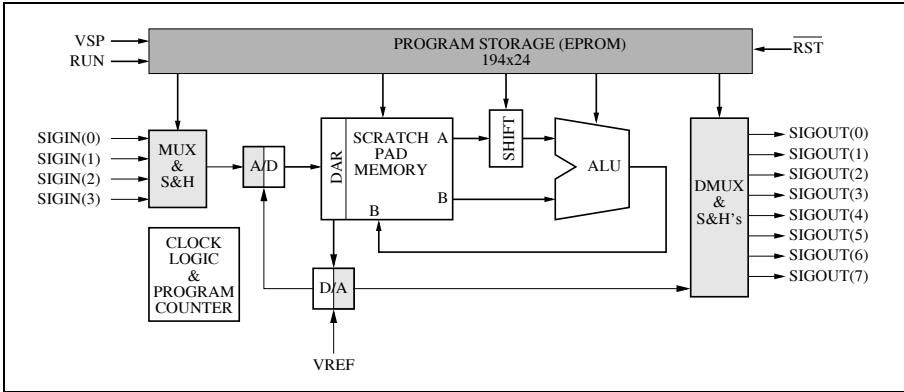 VSP
RUN
PROGRAM STORAGE (EPROM)
194x24
RST
SIGIN(0)
SIGIN(1)
SIGIN(2)
SIGIN(3)
MUX
&
S&H
A/D
DAR
SCRATCH
PAD
MEMORY
A
B
B
SHIFT
ALU
DMUX
&
S&H's
SIGOUT(0)
SIGOUT(1)
SIGOUT(2)
SIGOUT(3)
SIGOUT(4)
SIGOUT(5)
SIGOUT(6)
SIGOUT(7)
CLOCK
LOGIC
&
PROGRAM
COUNTER
D/A
VREF